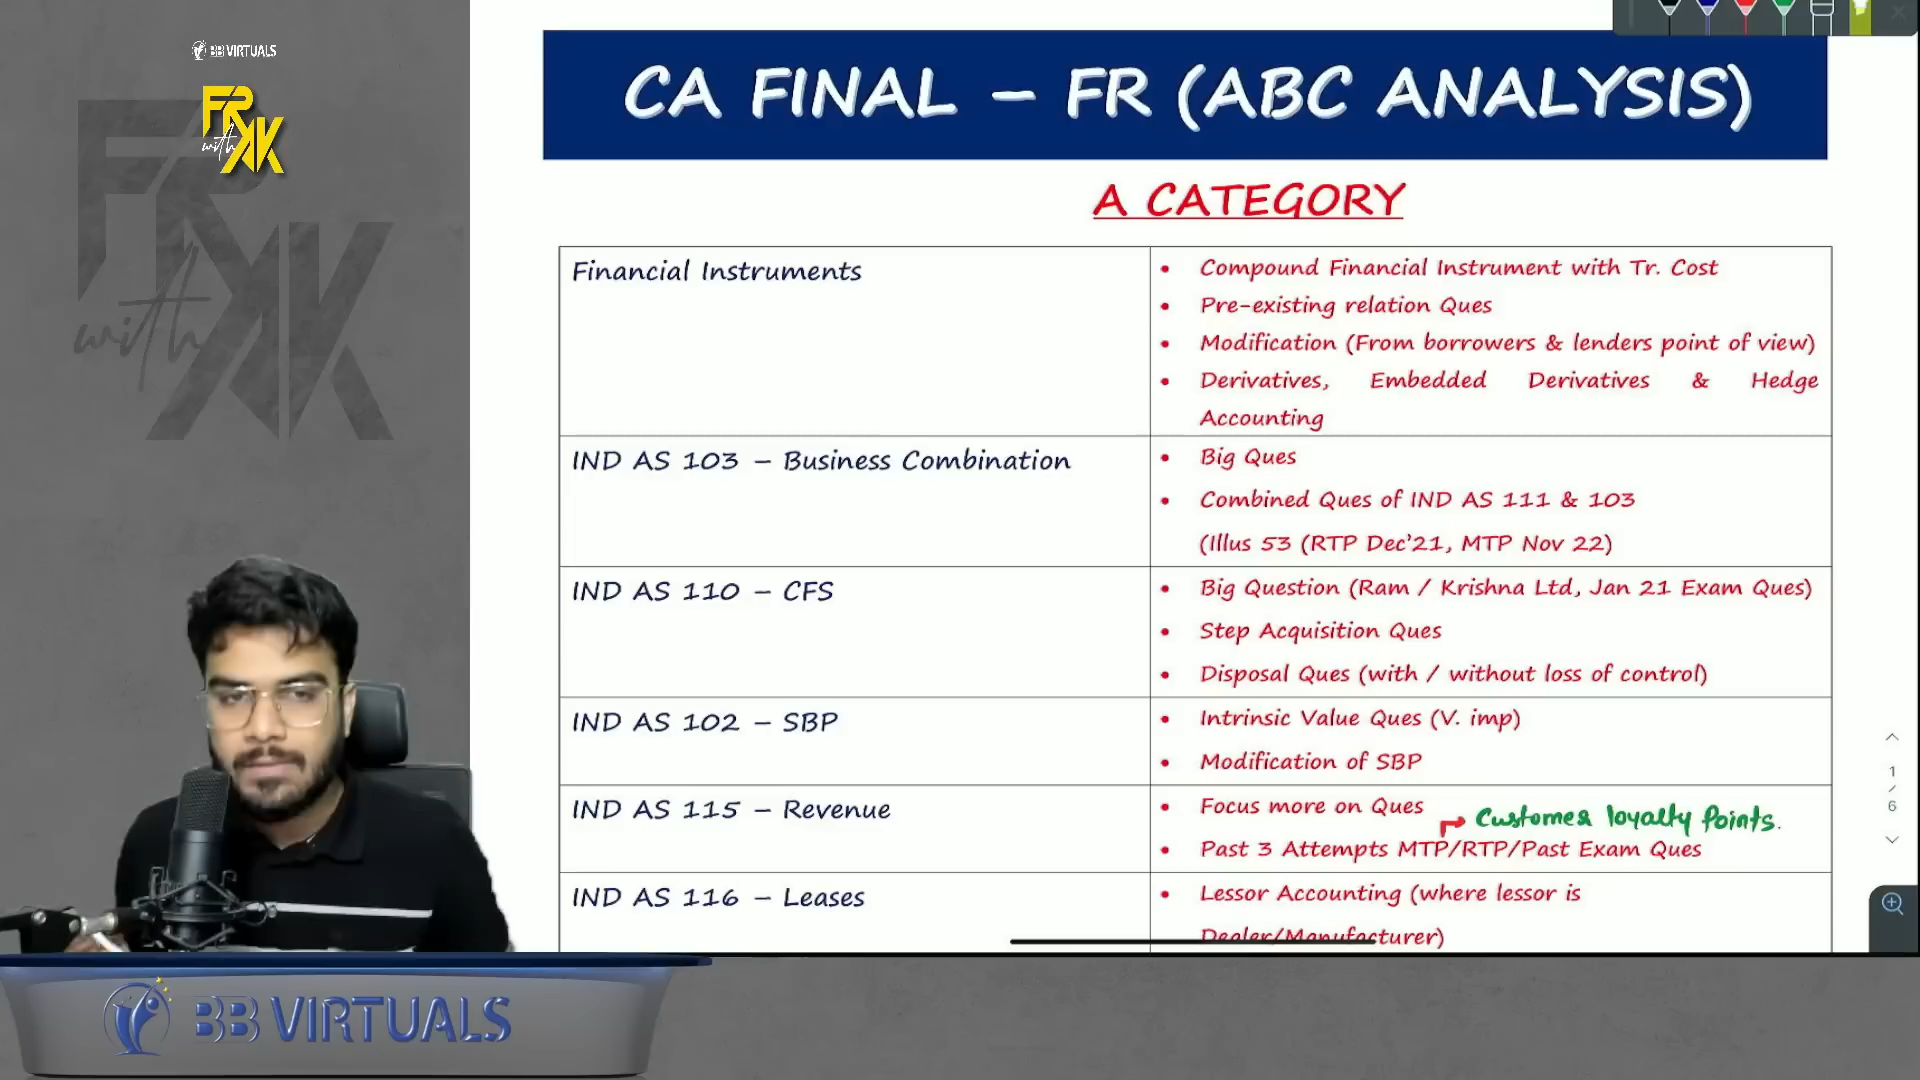 BB VIRTUALS
FR
with
KK
FR
with
KK
CA FINAL – FR (ABC ANALYSIS)
A CATEGORY
Financial Instruments
• Compound Financial Instrument with Tr. Cost
• Pre-existing relation Ques
• Modification (From borrowers & lenders point of view)
• Derivatives, Embedded Derivatives & Hedge
Accounting
IND AS 103 – Business Combination
• Big Ques
• Combined Ques of IND AS 111 & 103
(Illus 53 (RTP Dec'21, MTP Nov 22)
IND AS 110 – CFS
• Big Question (Ram / Krishna Ltd, Jan 21 Exam Ques)
• Step Acquisition Ques
• Disposal Ques (with / without loss of control)
IND AS 102 – SBP
• Intrinsic Value Ques (V. imp)
• Modification of SBP
IND AS 115 – Revenue
• Focus more on Ques
Customer loyalty Points.
• Past 3 Attempts MTP/RTP/Past Exam Ques
IND AS 116 – Leases
• Lessor Accounting (where lessor is
Dealer/Manufacturer)
1
/
6
BB VIRTUALS